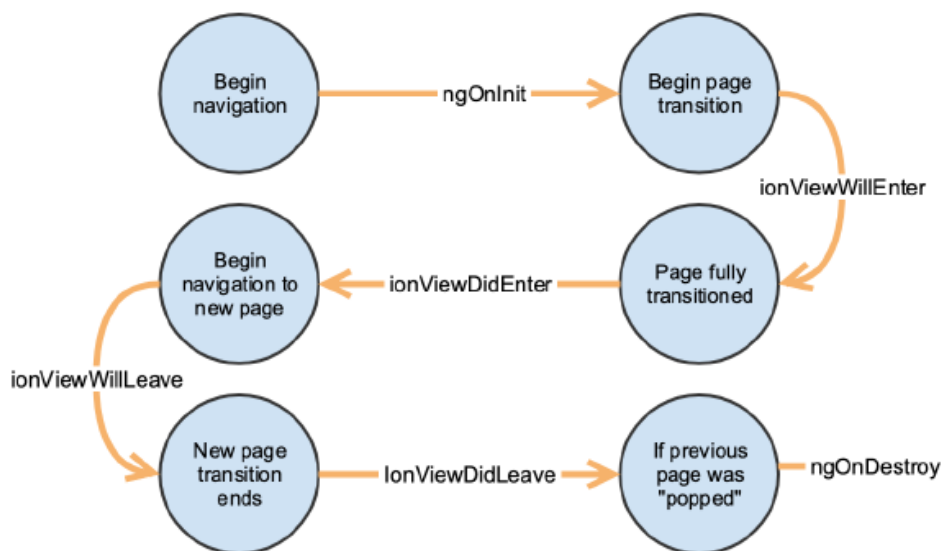 Begin
navigation
ngOnInit
Begin page
transition
ionViewWillEnter
Page fully
transitioned
ionViewDidEnter
Begin
navigation to
new page
ionViewWillLeave
New page
transition
ends
IonViewDidLeave
If previous
page was
"popped"
ngOnDestroy